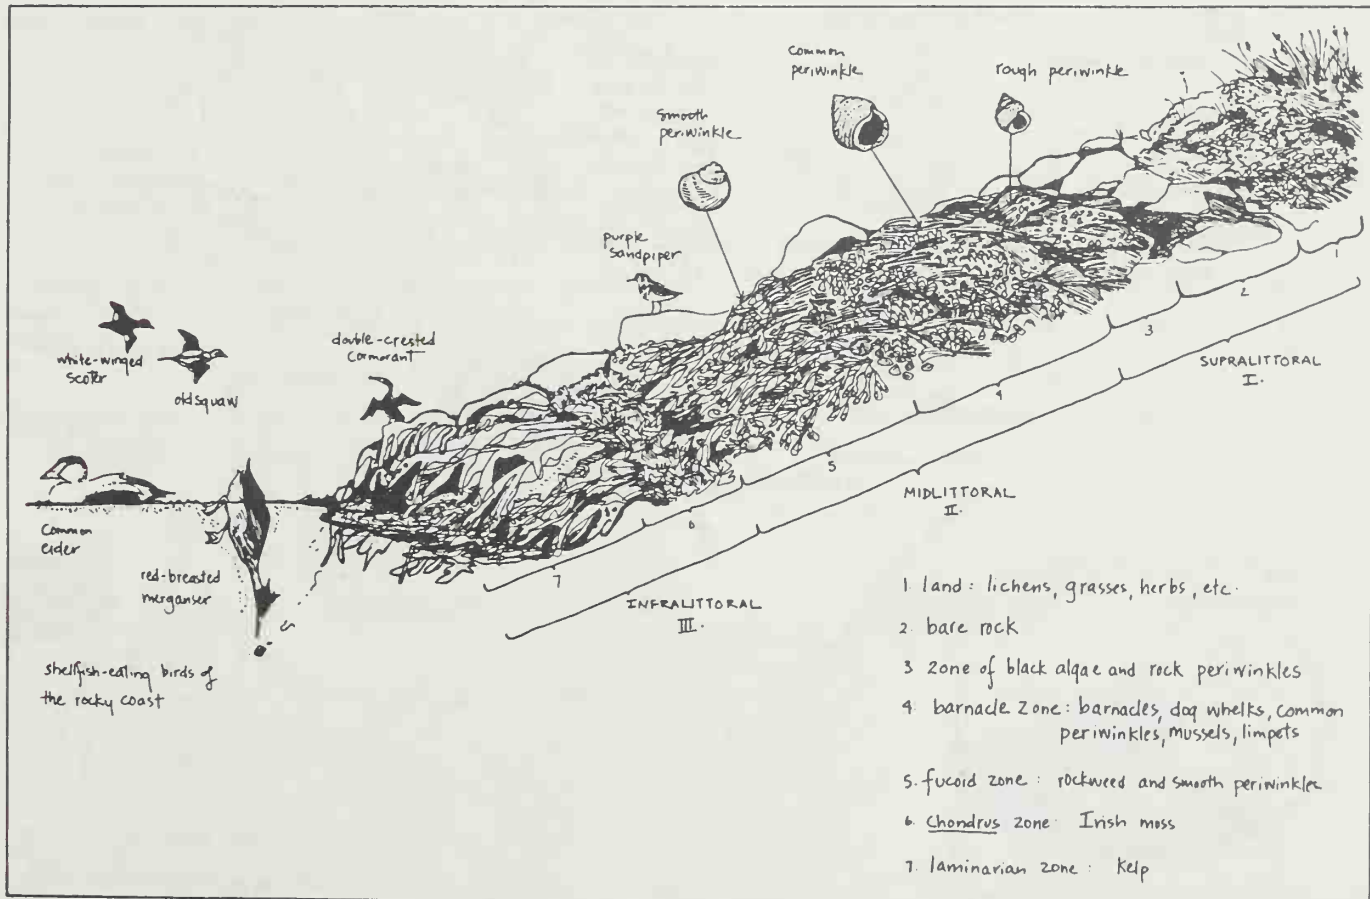 common
periwinkle
rough periwinkle
smooth
periwinkle
purple
sandpiper
white-winged
scoter
oldsquaw
double-crested
cormorant
common
eider
red-breasted
merganser
shellfish-eating birds of
the rocky coast
1
2
3
4
5
6
7
SUPRALITTORAL
I.
MIDLITTORAL
II.
INFRALITTORAL
III.
1. land: lichens, grasses, herbs, etc.
2. bare rock
3 zone of black algae and rock periwinkles
4 barnacle zone: barnacles, dog whelks, common
periwinkles, mussels, limpets
5. fucoid zone: rockweed and smooth periwinkles
6. Chondrus zone: Irish moss
7. laminarian zone: Kelp